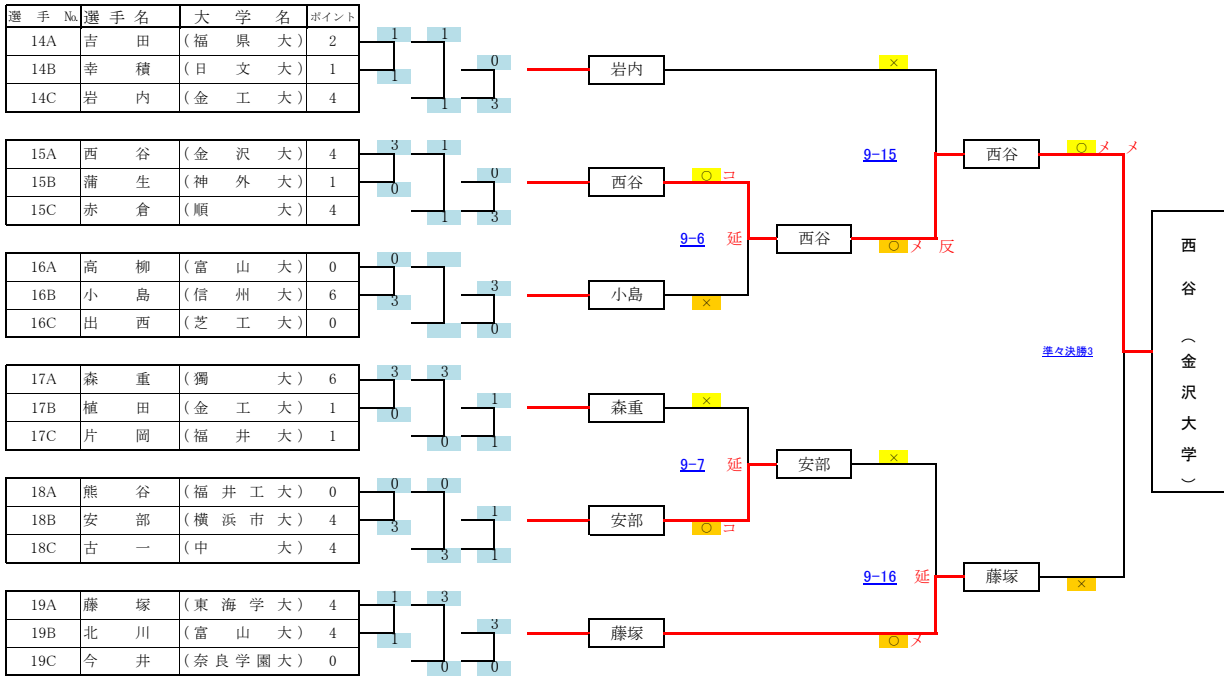 選手 № 選手名 大学名 ポイント
14A 吉田 (福県大) 2
14B 幸積 (日文大) 1
14C 岩内 (金工大) 4
1 1
1 0
1 3
岩内
×
15A 西谷 (金沢大) 4
15B 蒲生 (神外大) 1
15C 赤倉 (順大) 4
3 1
0 0
1 3
西谷
○ コ
9-15
西谷
○ メ メ
9-6 延
西谷
○ メ 反
16A 高柳 (富山大) 0
16B 小島 (信州大) 6
16C 出西 (芝工大) 0
0
3 3
0
小島
×
西谷(金沢大学)
準々決勝3
17A 森重 (獨大) 6
17B 植田 (金工大) 1
17C 片岡 (福井大) 1
3 3
0 1
0 1
森重
×
9-7 延
安部
×
18A 熊谷 (福井工大) 0
18B 安部 (横浜市大) 4
18C 古一 (中大) 4
0 0
3 1
3 1
安部
○ コ
9-16 延
藤塚
×
19A 藤塚 (東海学大) 4
19B 北川 (富山大) 4
19C 今井 (奈良学園大) 0
1 3
1 3
0 0
藤塚
○ メ